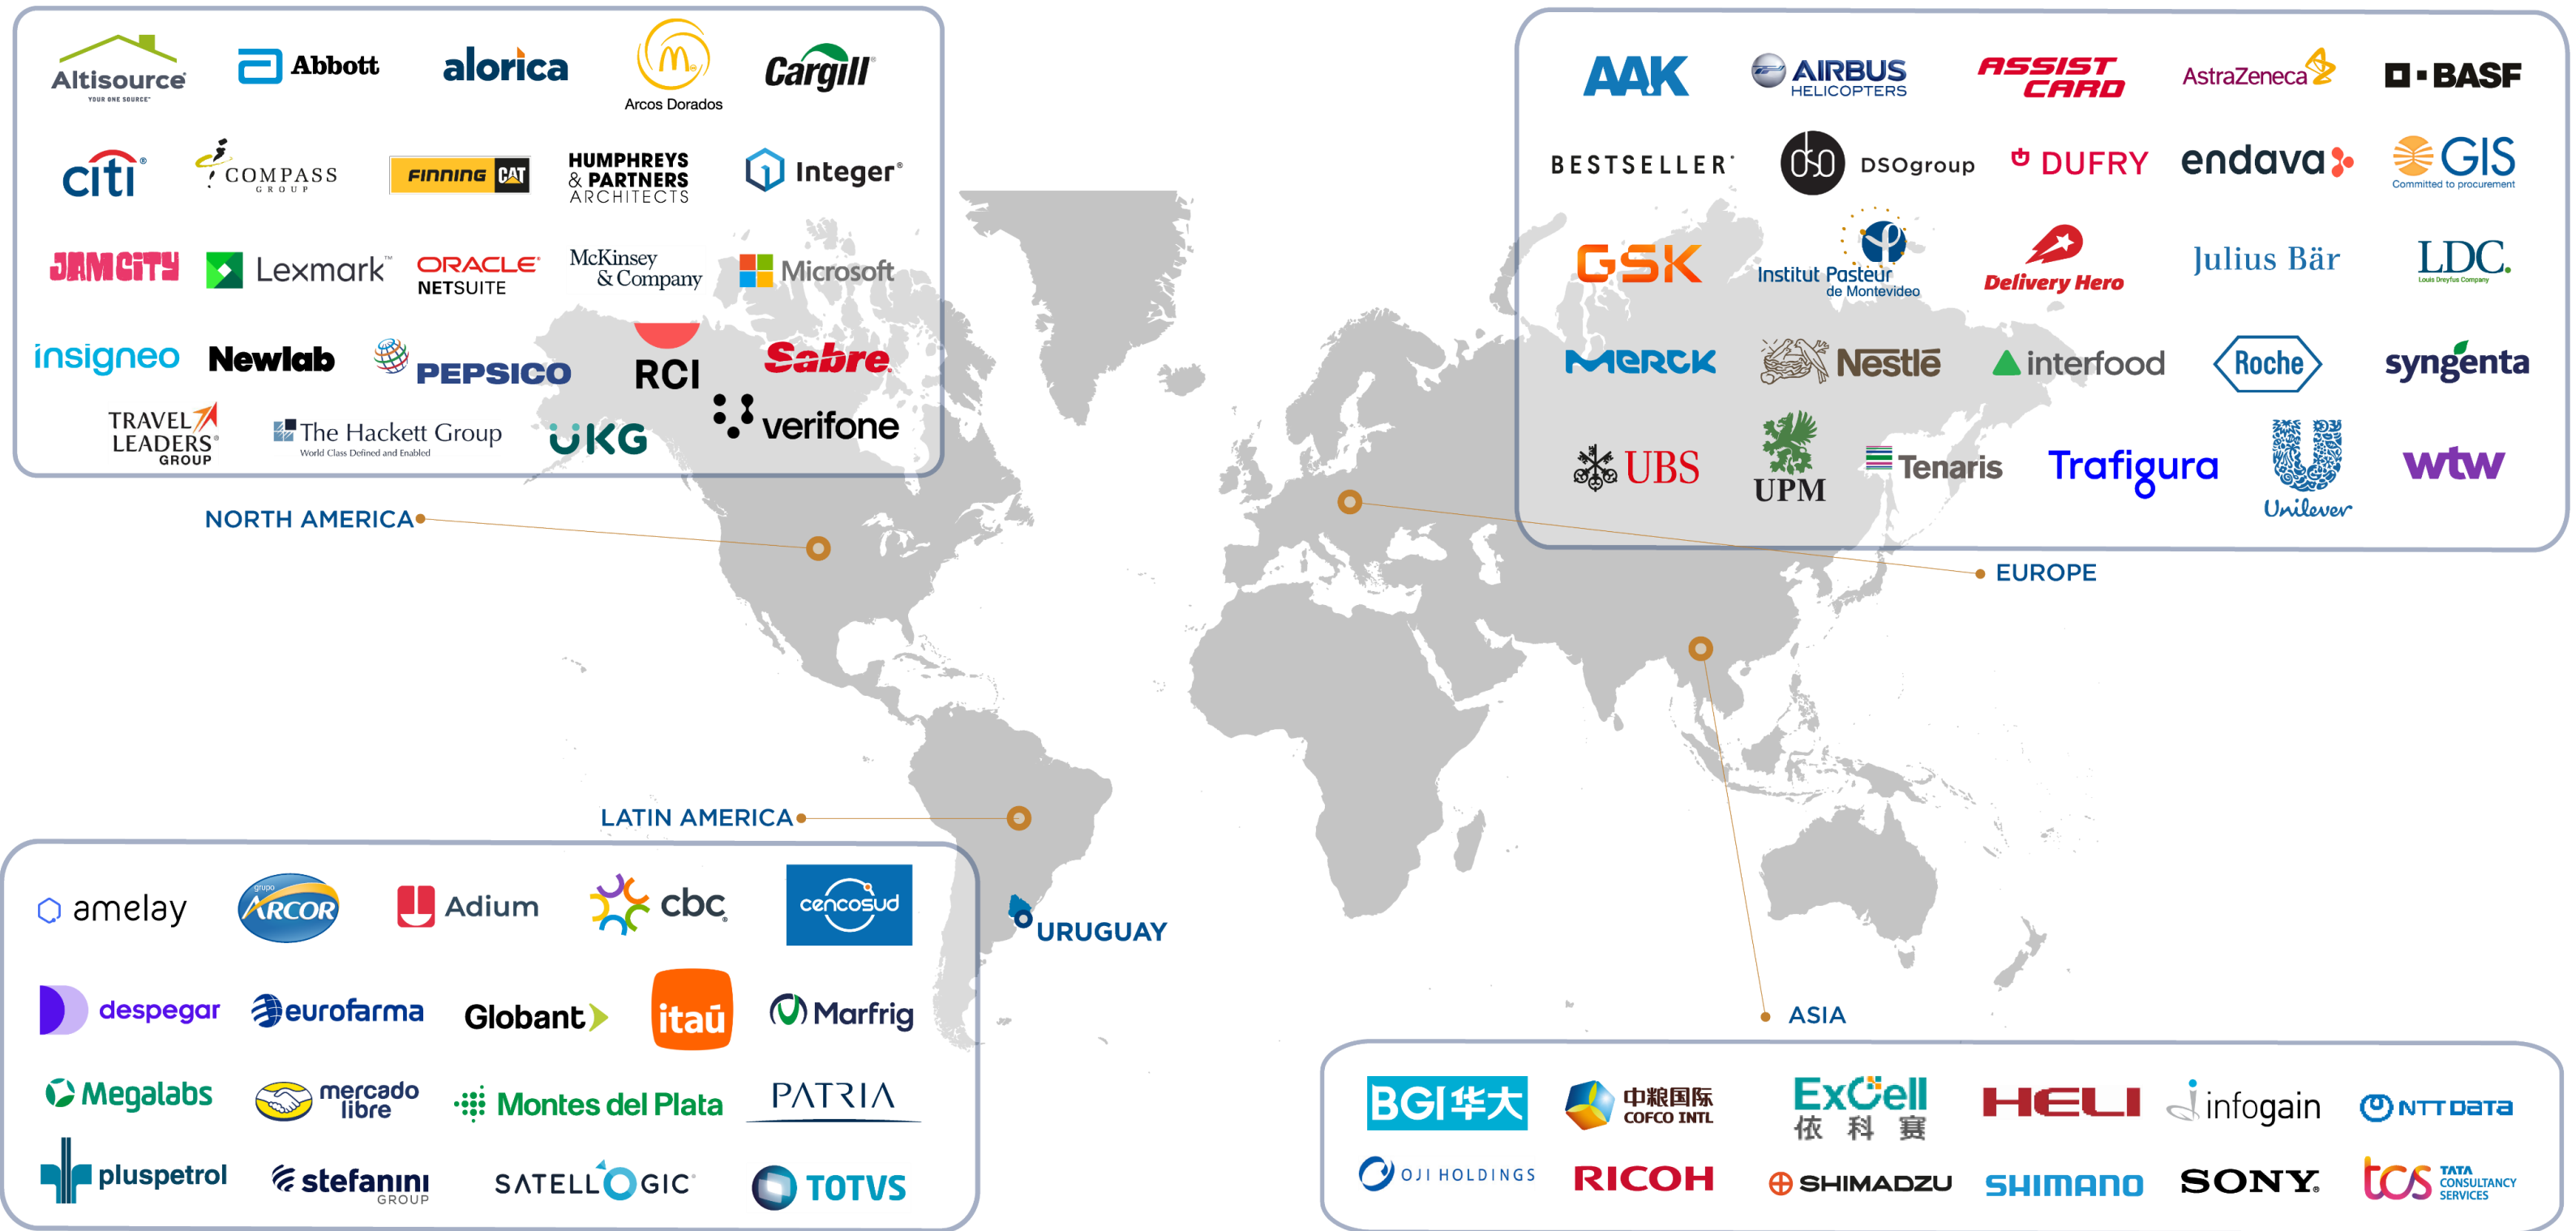 Altisource
YOUR ONE SOURCE™
Abbott
alorica
Arcos Dorados
Cargill®
citi®
COMPASS
GROUP
FINNING CAT
HUMPHREYS
& PARTNERS
ARCHITECTS
Integer®
JAM CITY
Lexmark™
ORACLE®
NETSUITE
McKinsey
& Company
Microsoft
insigneo
Newlab
PEPSICO
RCI
Sabre
TRAVEL
LEADERS®
GROUP
The Hackett Group
World Class Defined and Enabled
UKG
verifone
NORTH AMERICA
AAK
AIRBUS
HELICOPTERS
ASSIST
CARD
AstraZeneca
BASF
BESTSELLER
dso
DSOgroup
DUFRY
endava
GIS
Committed to procurement
GSK
Institut Pasteur
de Montevideo
Delivery Hero
Julius Bär
LDC.
Louis Dreyfus Company
MERCK
Nestlé
interfood
Roche
syngenta
UBS
UPM
Tenaris
Trafigura
Unilever
wtw
EUROPE
LATIN AMERICA
amelay
grupo
ARCOR
Adium
cbc
cencosud
despegar
eurofarma
Globant
itaú
Marfrig
Megalabs
mercado
libre
Montes del Plata
PATRIA
pluspetrol
stefanini
GROUP
SATELLOGIC
TOTVS
URUGUAY
ASIA
BGI华大
中粮国际
COFCO INTL
ExCell
依科赛
HELI
infogain
NTT DATA
OJI HOLDINGS
RICOH
SHIMADZU
SHIMANO
SONY
tcs
TATA
CONSULTANCY
SERVICES